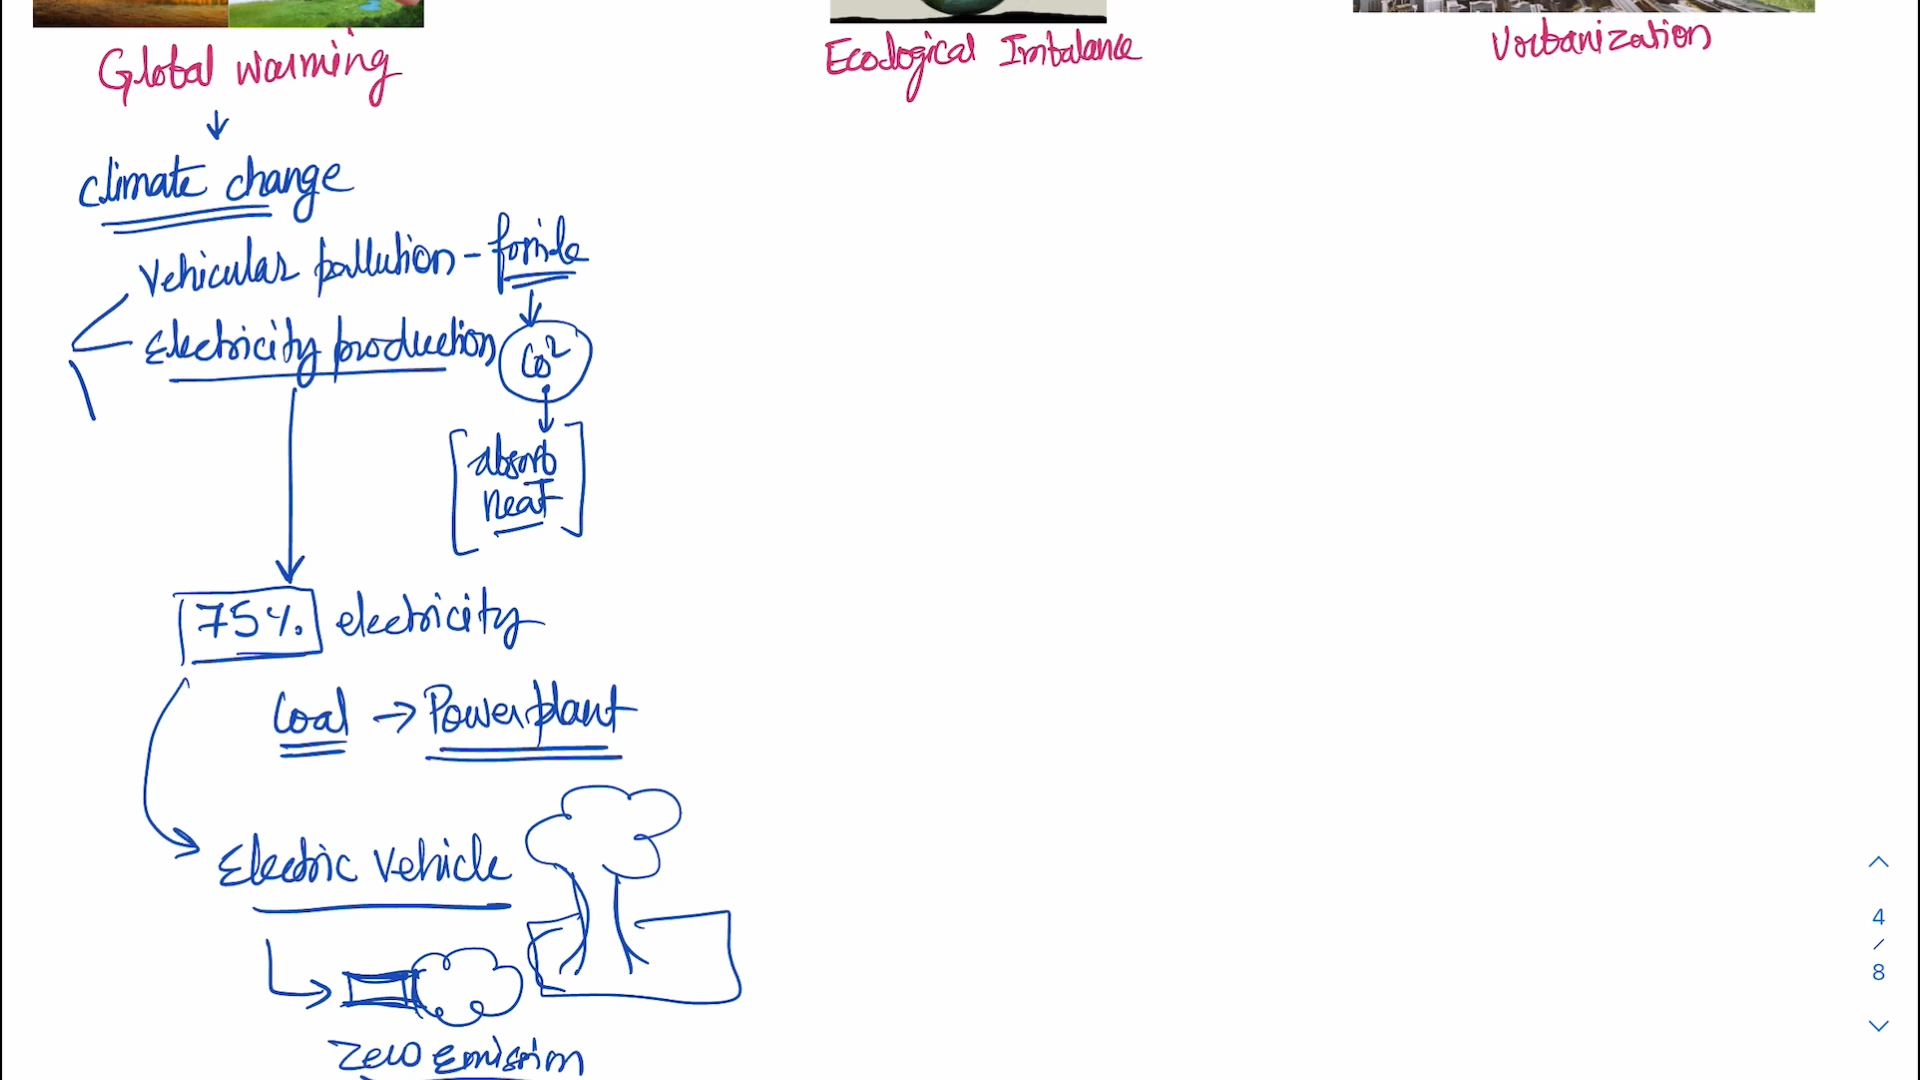 Global warming
Ecological Imbalance
Urbanization
climate change
Vehicular pollution - fossile
Electricity production
CO²
absorb
heat
75% electricity
Coal → Powerplant
Electric Vehicle
Zero Emission
4
/
8